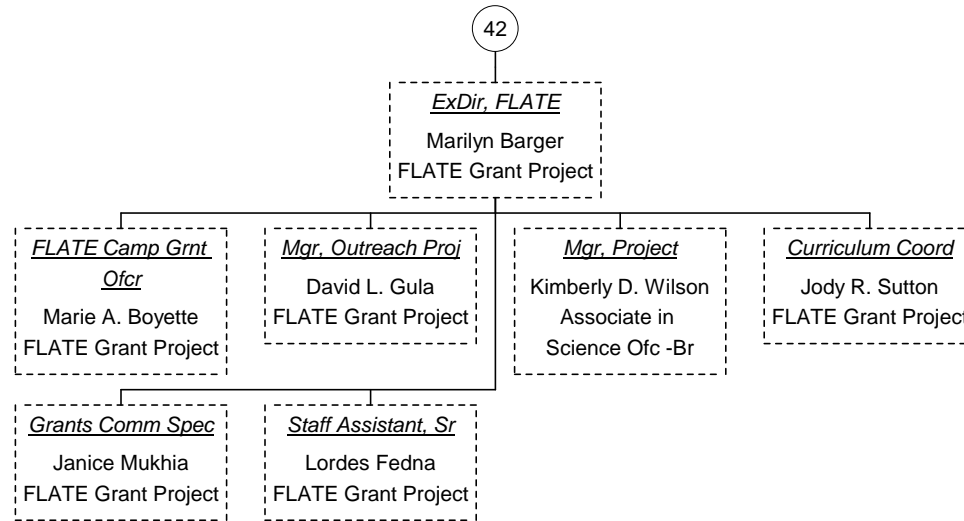 42
ExDir, FLATE
Marilyn Barger
FLATE Grant Project
FLATE Camp Grnt
Ofcr
Marie A. Boyette
FLATE Grant Project
Mgr, Outreach Proj
David L. Gula
FLATE Grant Project
Mgr, Project
Kimberly D. Wilson
Associate in
Science Ofc -Br
Curriculum Coord
Jody R. Sutton
FLATE Grant Project
Grants Comm Spec
Janice Mukhia
FLATE Grant Project
Staff Assistant, Sr
Lordes Fedna
FLATE Grant Project